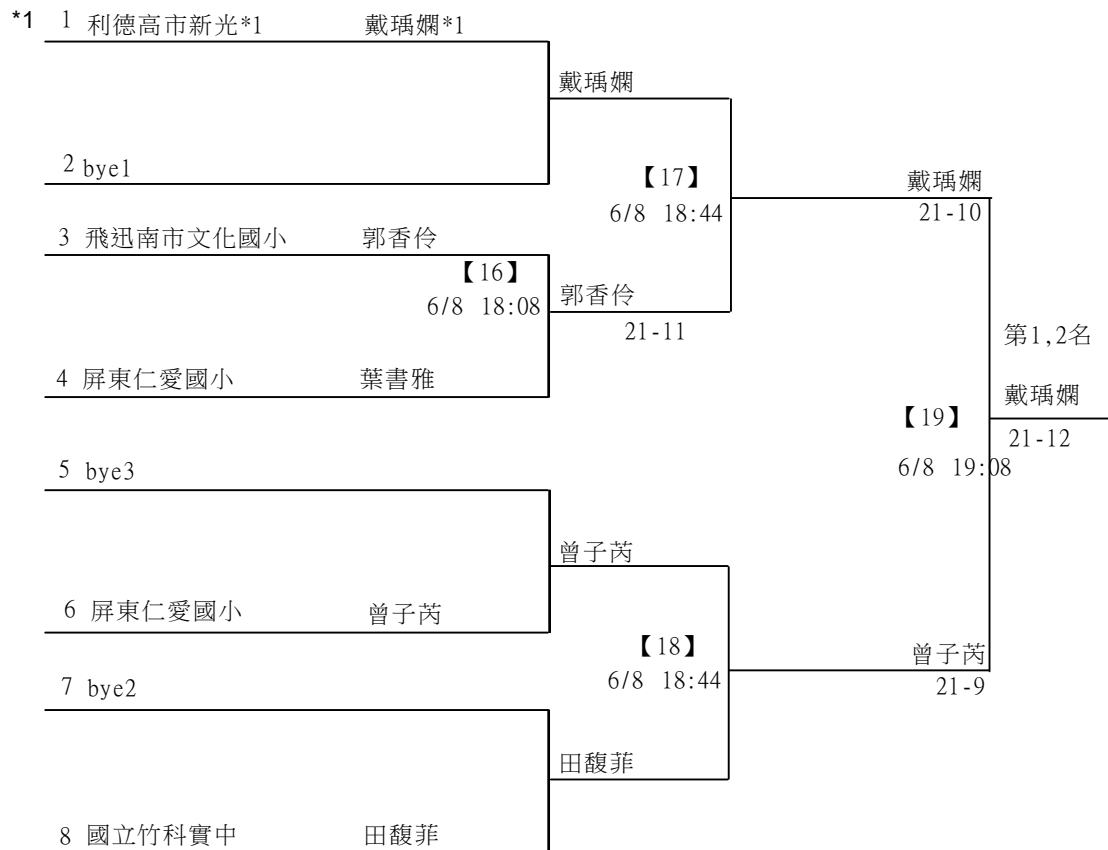 *1 1 利德高市新光*1 戴瑀嫻*1
戴瑀嫻
2 bye1
【17】
6/8 18:44
戴瑀嫻
21-10
3 飛迅南市文化國小 郭香伶
【16】
6/8 18:08
郭香伶
21-11
第1,2名
4 屏東仁愛國小 葉書雅
戴瑀嫻
【19】
21-12
6/8 19:08
5 bye3
曾子芮
6 屏東仁愛國小 曾子芮
【18】
6/8 18:44
曾子芮
21-9
7 bye2
田馥菲
8 國立竹科實中 田馥菲